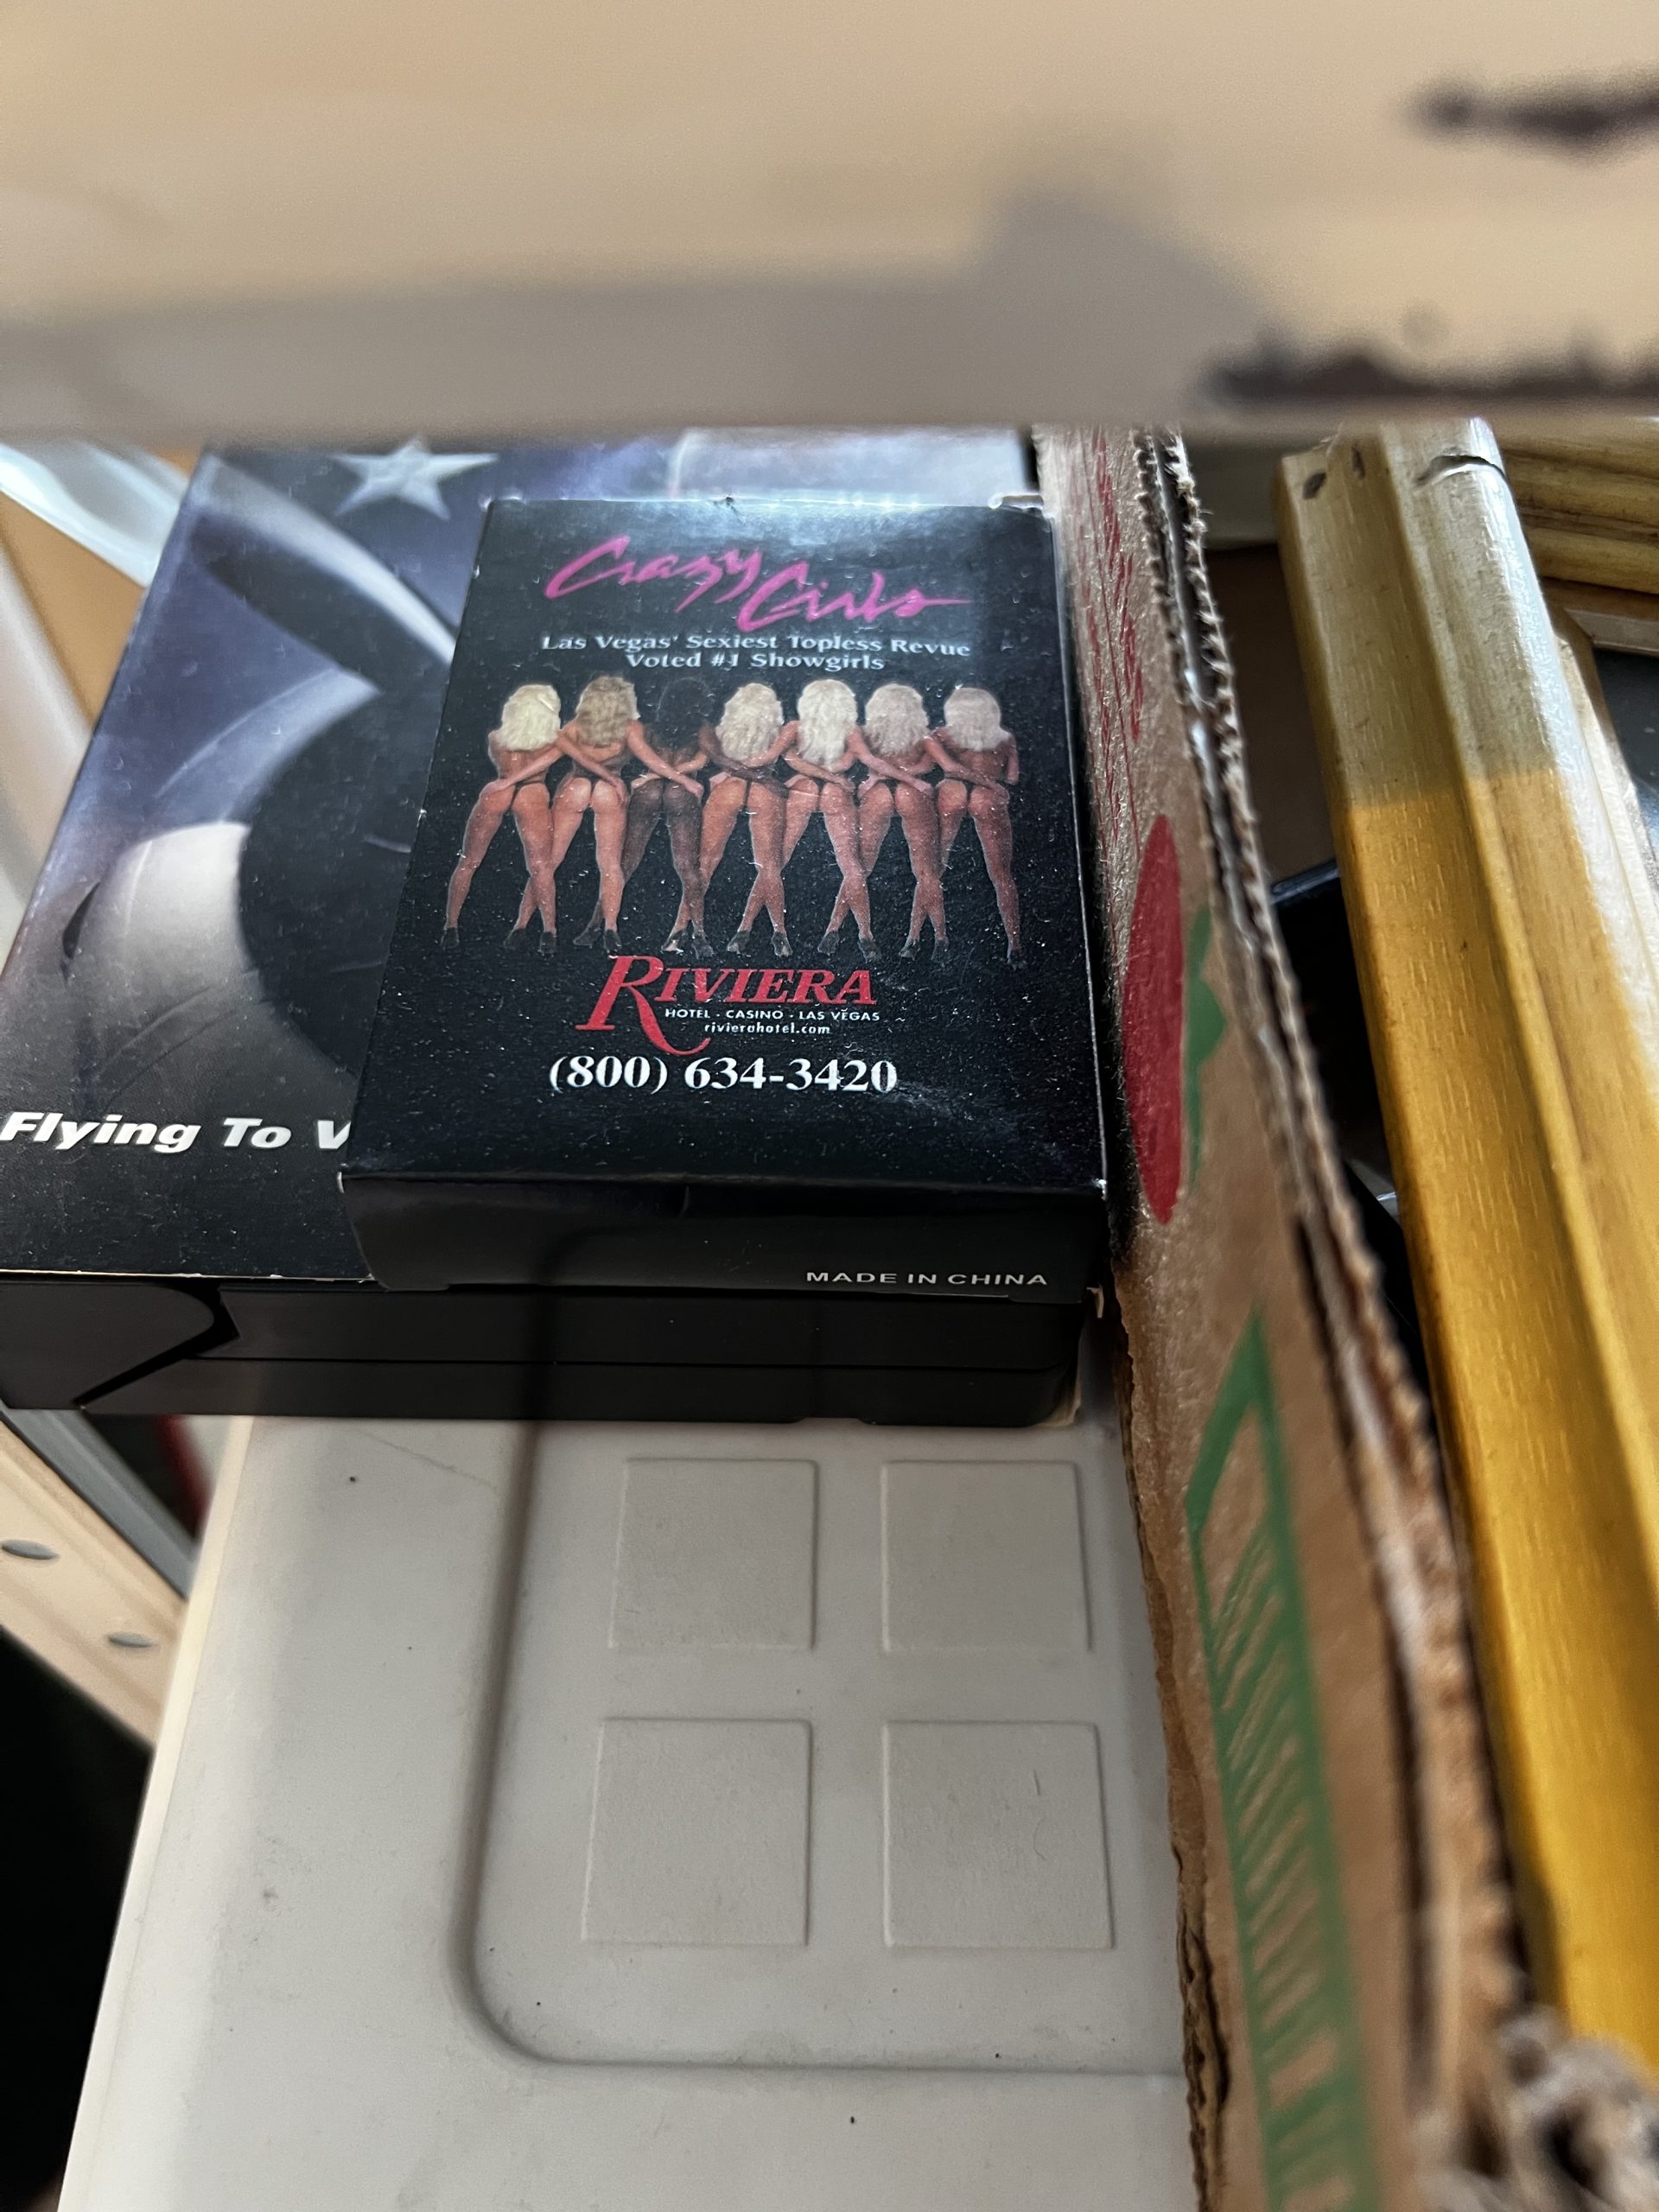 Crazy Girls
Las Vegas' Sexiest Topless Revue
Voted #1 Showgirls
RIVIERA
HOTEL · CASINO · LAS VEGAS
rivierahotel.com
(800) 634-3420
MADE IN CHINA
Flying To